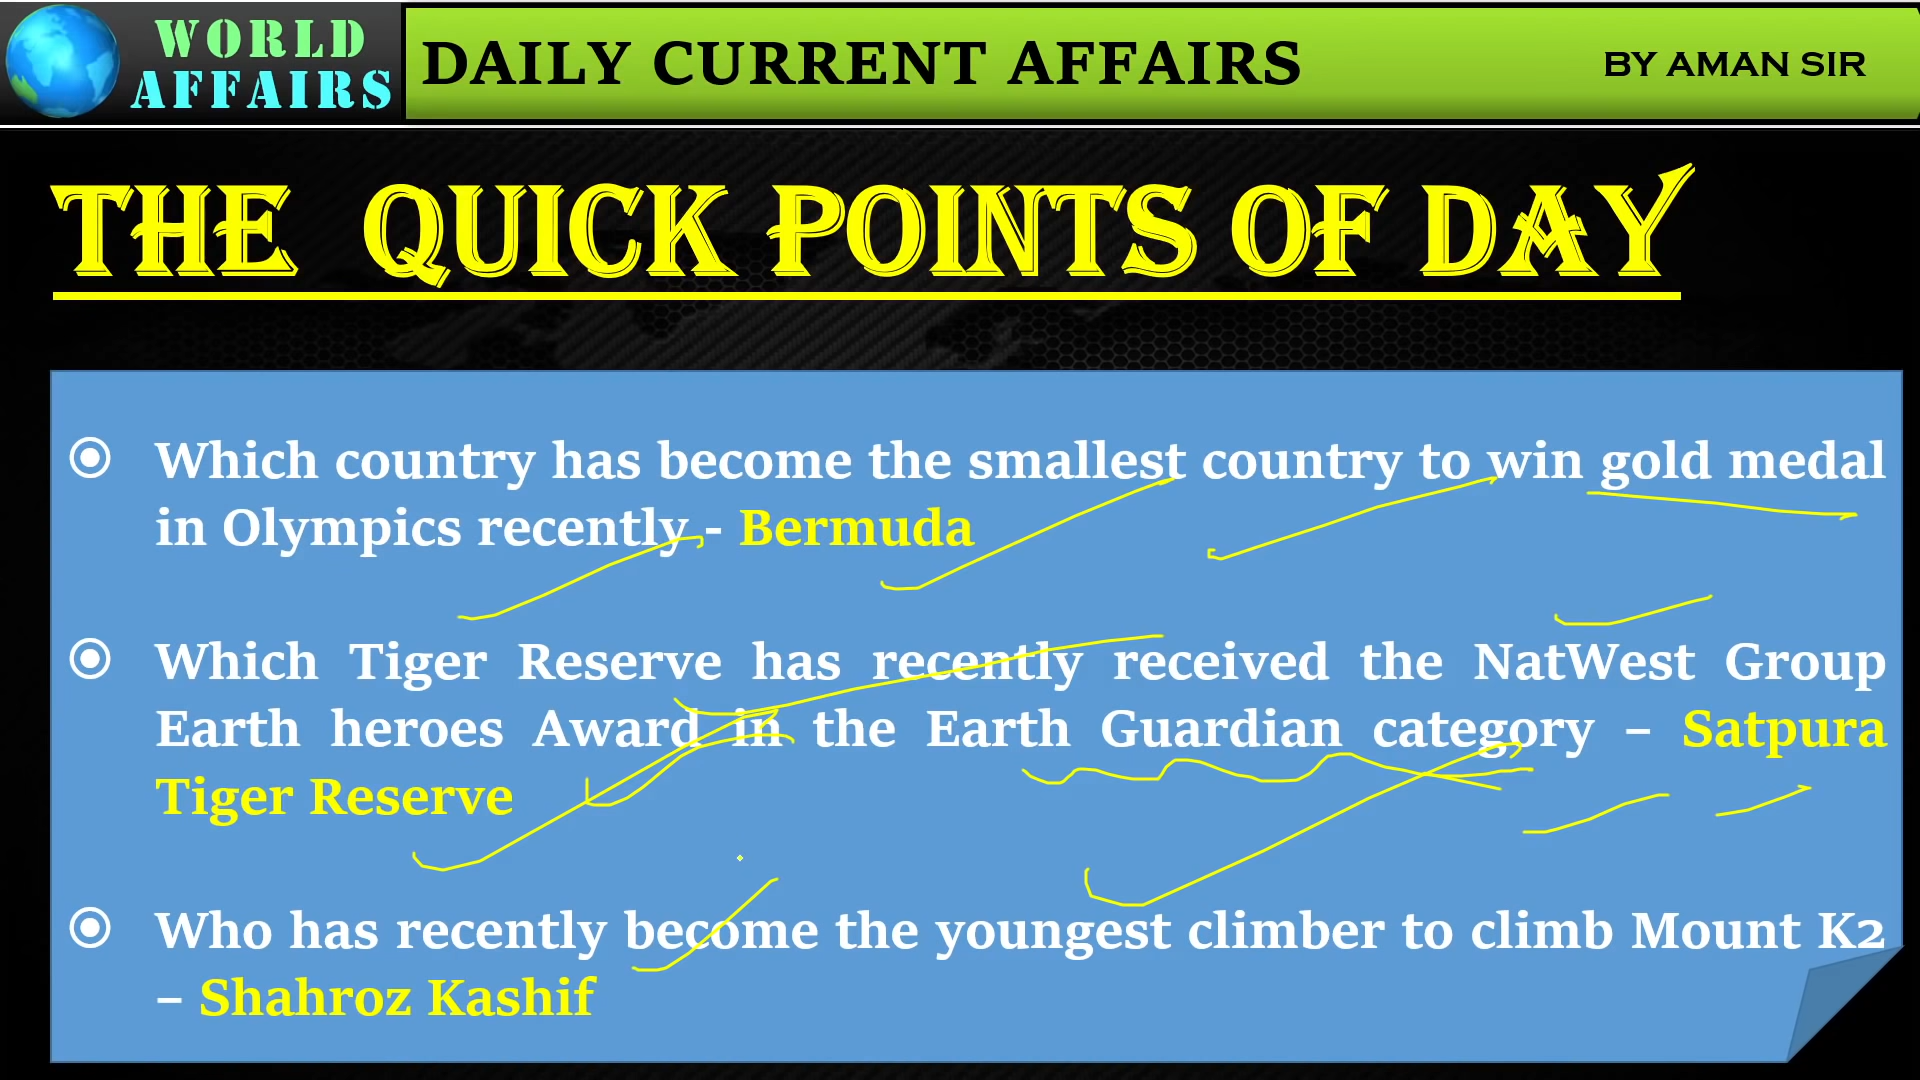 WORLD
AFFAIRS
DAILY CURRENT AFFAIRS
BY AMAN SIR
THE QUICK POINTS OF DAY
Which country has become the smallest country to win gold medal
in Olympics recently - Bermuda
Which Tiger Reserve has recently received the NatWest Group
Earth heroes Award in the Earth Guardian category – Satpura
Tiger Reserve
Who has recently become the youngest climber to climb Mount K2
– Shahroz Kashif